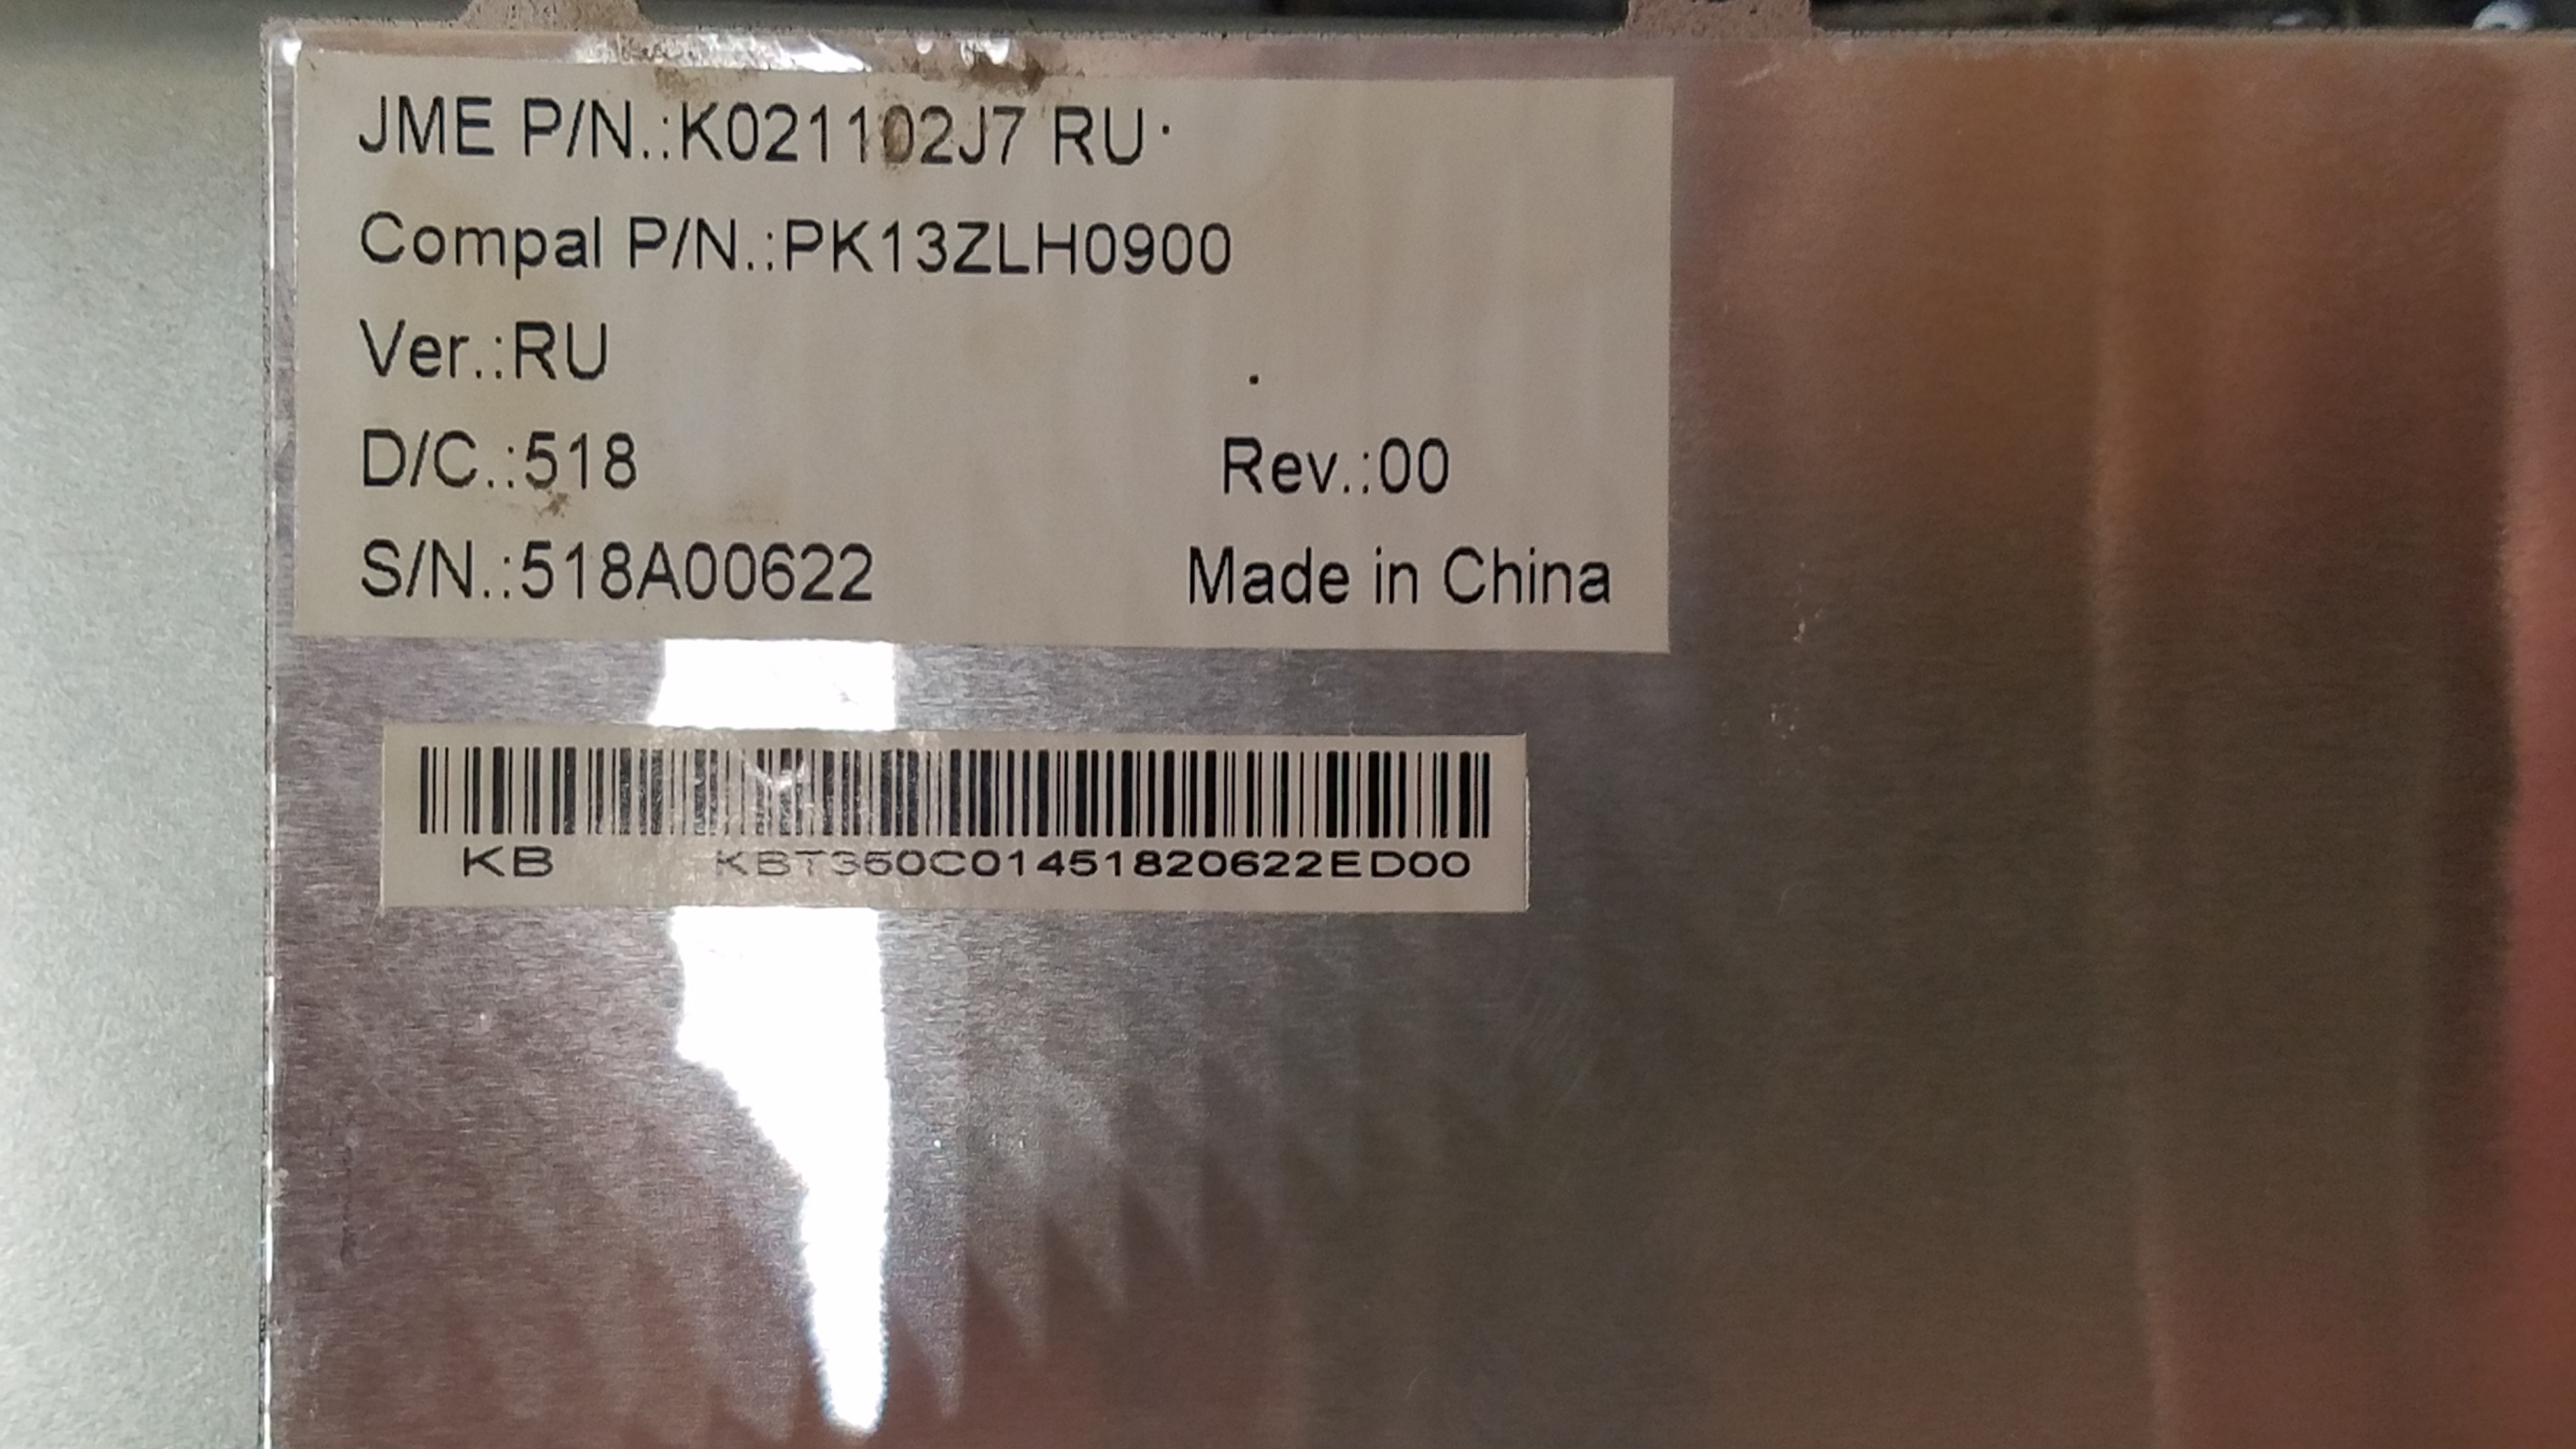 JME P/N.:K021102J7 RU
Compal P/N.:PK13ZLH0900
Ver.:RU
D/C.:518 Rev.:00
S/N.:518A00622 Made in China
KB KBT350C01451820622ED00